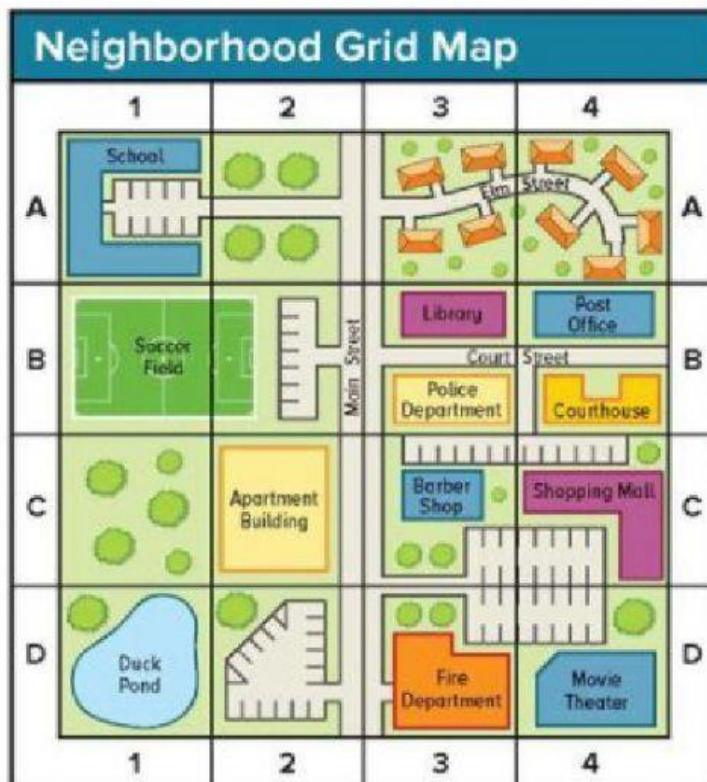 Neighborhood Grid Map
1 2 3 4
School
Elm Street
A A
Library
Post
Office
Soccer
Field
B B
Main Street
Court Street
Police
Department
Courthouse
C C
Apartment
Building
Barber
Shop
Shopping Mall
D D
Duck
Pond
Fire
Department
Movie
Theater
1 2 3 4